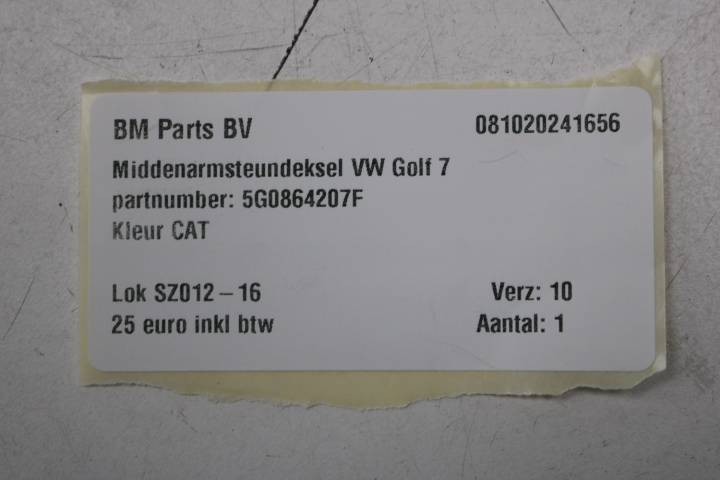 BM Parts BV 081020241656
Middenarmsteundeksel VW Golf 7
partnumber: 5G0864207F
Kleur CAT
Lok SZ012 – 16 Verz: 10
25 euro inkl btw Aantal: 1